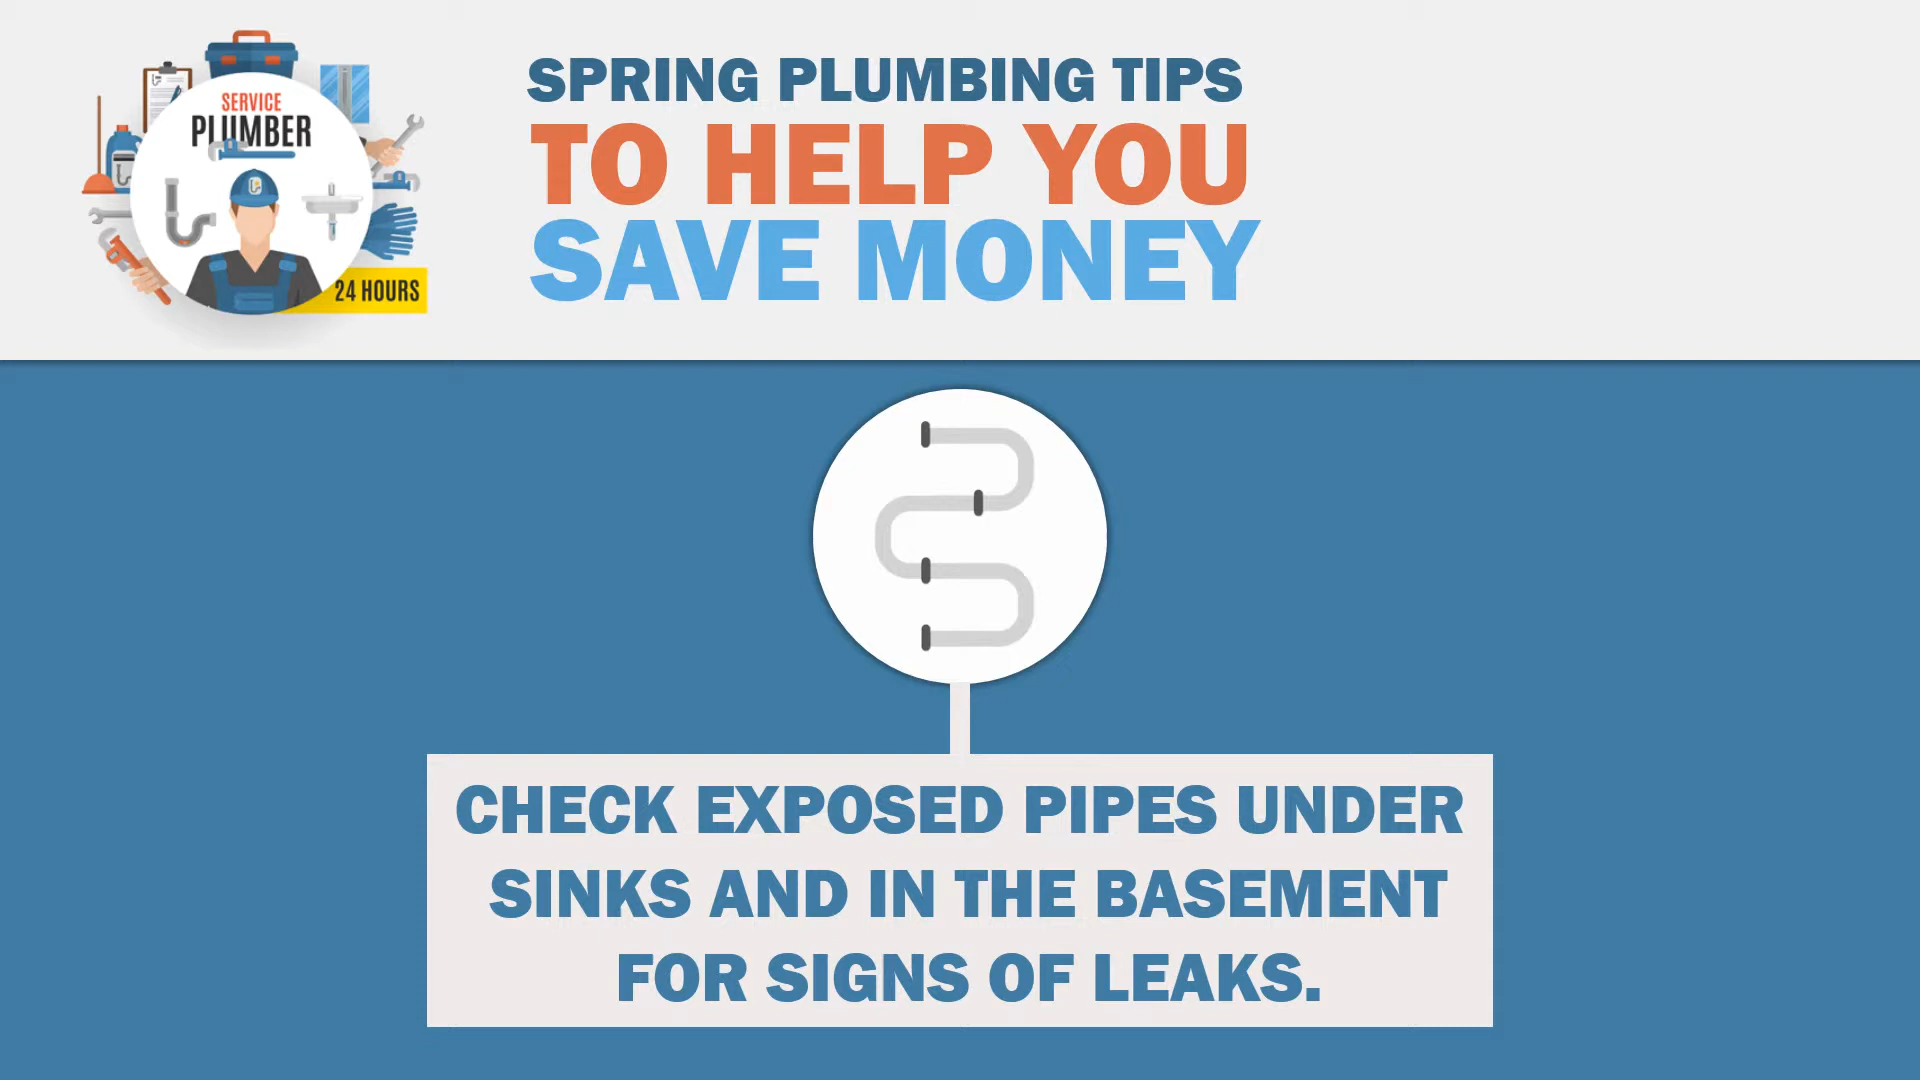 SERVICE
PLUMBER
24 HOURS
SPRING PLUMBING TIPS
TO HELP YOU
SAVE MONEY
CHECK EXPOSED PIPES UNDER
SINKS AND IN THE BASEMENT
FOR SIGNS OF LEAKS.